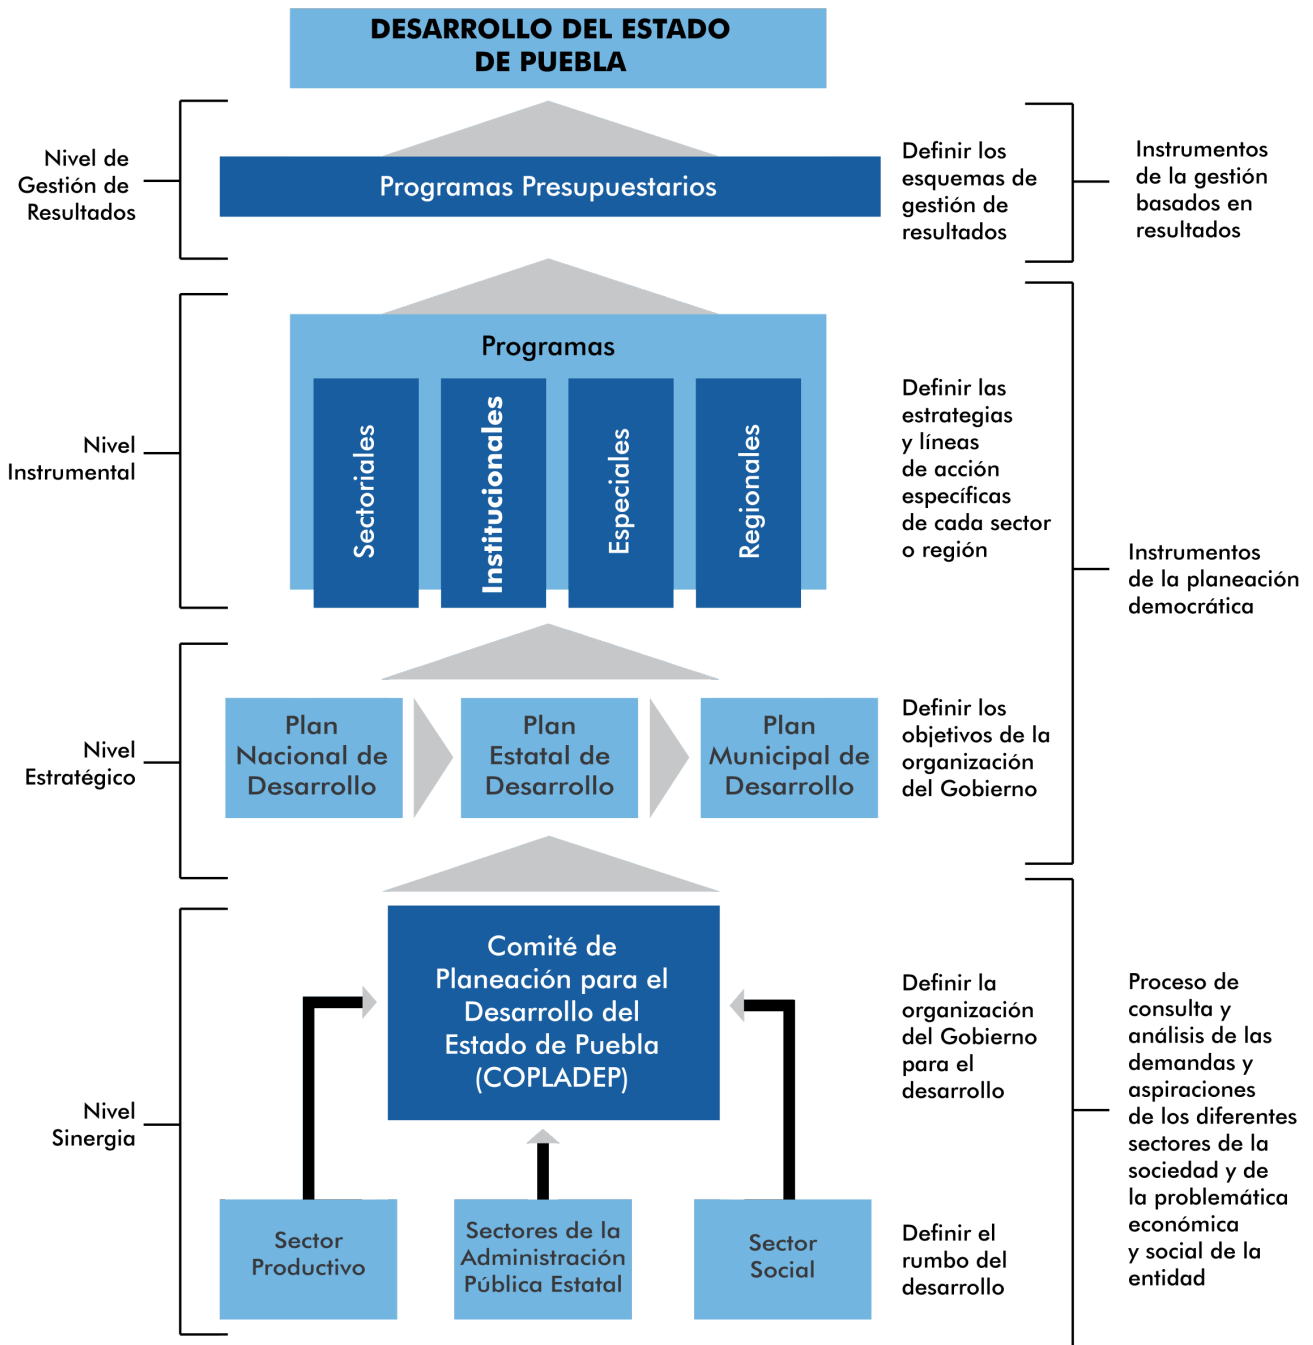 DESARROLLO DEL ESTADO
DE PUEBLA
Nivel de
Gestión de
Resultados
Programas Presupuestarios
Definir los
esquemas de
gestión de
resultados
Instrumentos
de la gestión
basados en
resultados
Nivel
Instrumental
Programas
Sectoriales
Institucionales
Especiales
Regionales
Definir las
estrategias
y líneas
de acción
específicas
de cada sector
o región
Instrumentos
de la planeación
democrática
Nivel
Estratégico
Plan
Nacional de
Desarrollo
Plan
Estatal de
Desarrollo
Plan
Municipal de
Desarrollo
Definir los
objetivos de la
organización
del Gobierno
Nivel
Sinergia
Comité de
Planeación para el
Desarrollo del
Estado de Puebla
(COPLADEP)
Definir la
organización
del Gobierno
para el
desarrollo
Proceso de
consulta y
análisis de las
demandas y
aspiraciones
de los diferentes
sectores de la
sociedad y de
la problemática
económica
y social de la
entidad
Sector
Productivo
Sectores de la
Administración
Pública Estatal
Sector
Social
Definir el
rumbo del
desarrollo